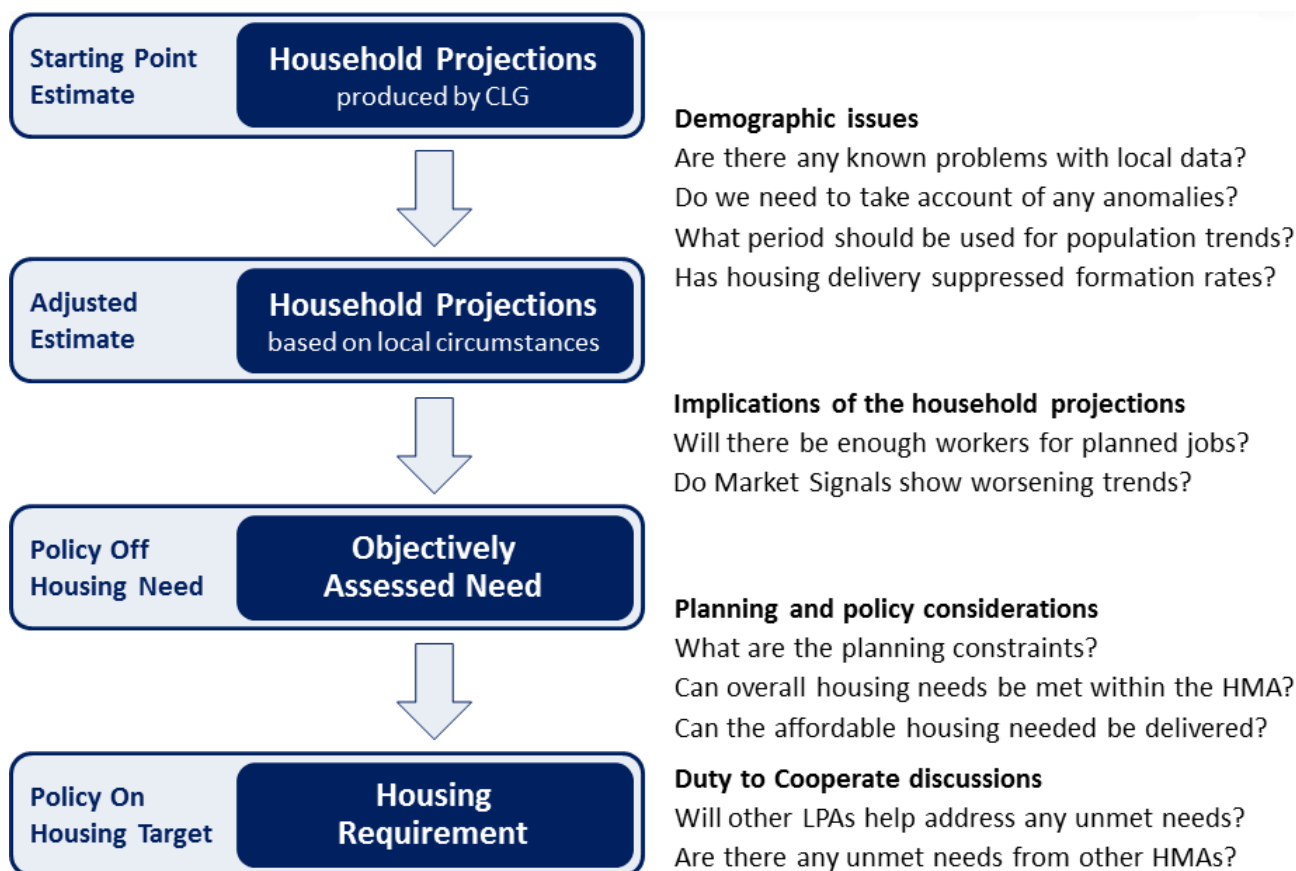 Starting Point
Estimate
Household Projections
produced by CLG
Demographic issues
Are there any known problems with local data?
Do we need to take account of any anomalies?
What period should be used for population trends?
Has housing delivery suppressed formation rates?
Adjusted
Estimate
Household Projections
based on local circumstances
Implications of the household projections
Will there be enough workers for planned jobs?
Do Market Signals show worsening trends?
Policy Off
Housing Need
Objectively
Assessed Need
Planning and policy considerations
What are the planning constraints?
Can overall housing needs be met within the HMA?
Can the affordable housing needed be delivered?
Policy On
Housing Target
Housing
Requirement
Duty to Cooperate discussions
Will other LPAs help address any unmet needs?
Are there any unmet needs from other HMAs?